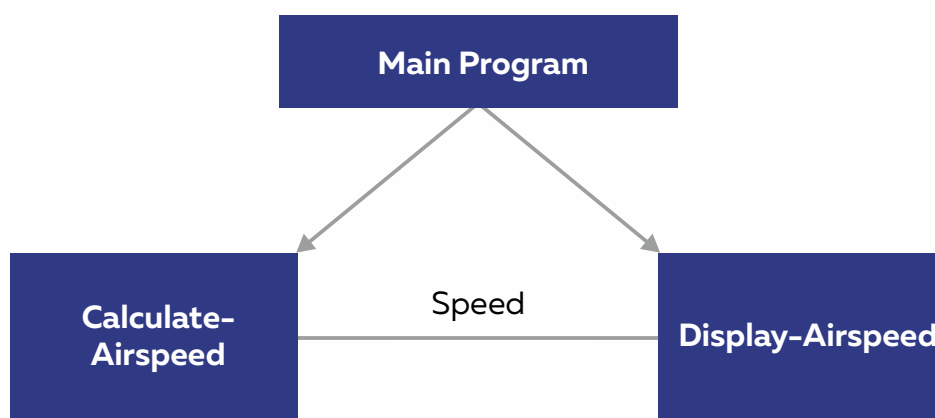 Main Program
Speed
Calculate-
Airspeed
Display-Airspeed